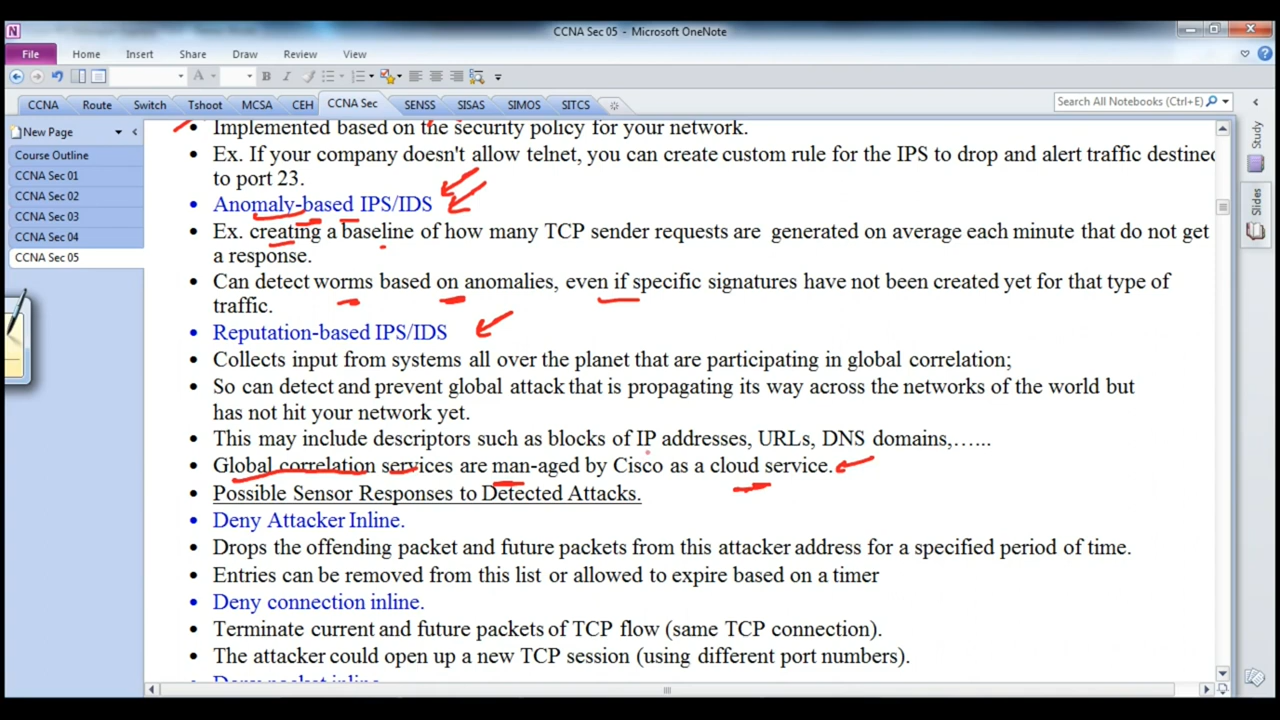 CCNA Sec 05 - Microsoft OneNote
File Home Insert Share Draw Review View
CCNA Route Switch Tshoot MCSA CEH CCNA Sec SENSS SISAS SIMOS SITCS
Search All Notebooks (Ctrl+E)
New Page
Course Outline
CCNA Sec 01
CCNA Sec 02
CCNA Sec 03
CCNA Sec 04
CCNA Sec 05
Implemented based on the security policy for your network.
Ex. If your company doesn't allow telnet, you can create custom rule for the IPS to drop and alert traffic destined
to port 23.
Anomaly-based IPS/IDS
Ex. creating a baseline of how many TCP sender requests are generated on average each minute that do not get
a response.
Can detect worms based on anomalies, even if specific signatures have not been created yet for that type of
traffic.
Reputation-based IPS/IDS
Collects input from systems all over the planet that are participating in global correlation;
So can detect and prevent global attack that is propagating its way across the networks of the world but
has not hit your network yet.
This may include descriptors such as blocks of IP addresses, URLs, DNS domains,…...
Global correlation services are man-aged by Cisco as a cloud service.
Possible Sensor Responses to Detected Attacks.
Deny Attacker Inline.
Drops the offending packet and future packets from this attacker address for a specified period of time.
Entries can be removed from this list or allowed to expire based on a timer
Deny connection inline.
Terminate current and future packets of TCP flow (same TCP connection).
The attacker could open up a new TCP session (using different port numbers).
Deny packet inline
Study
Slides